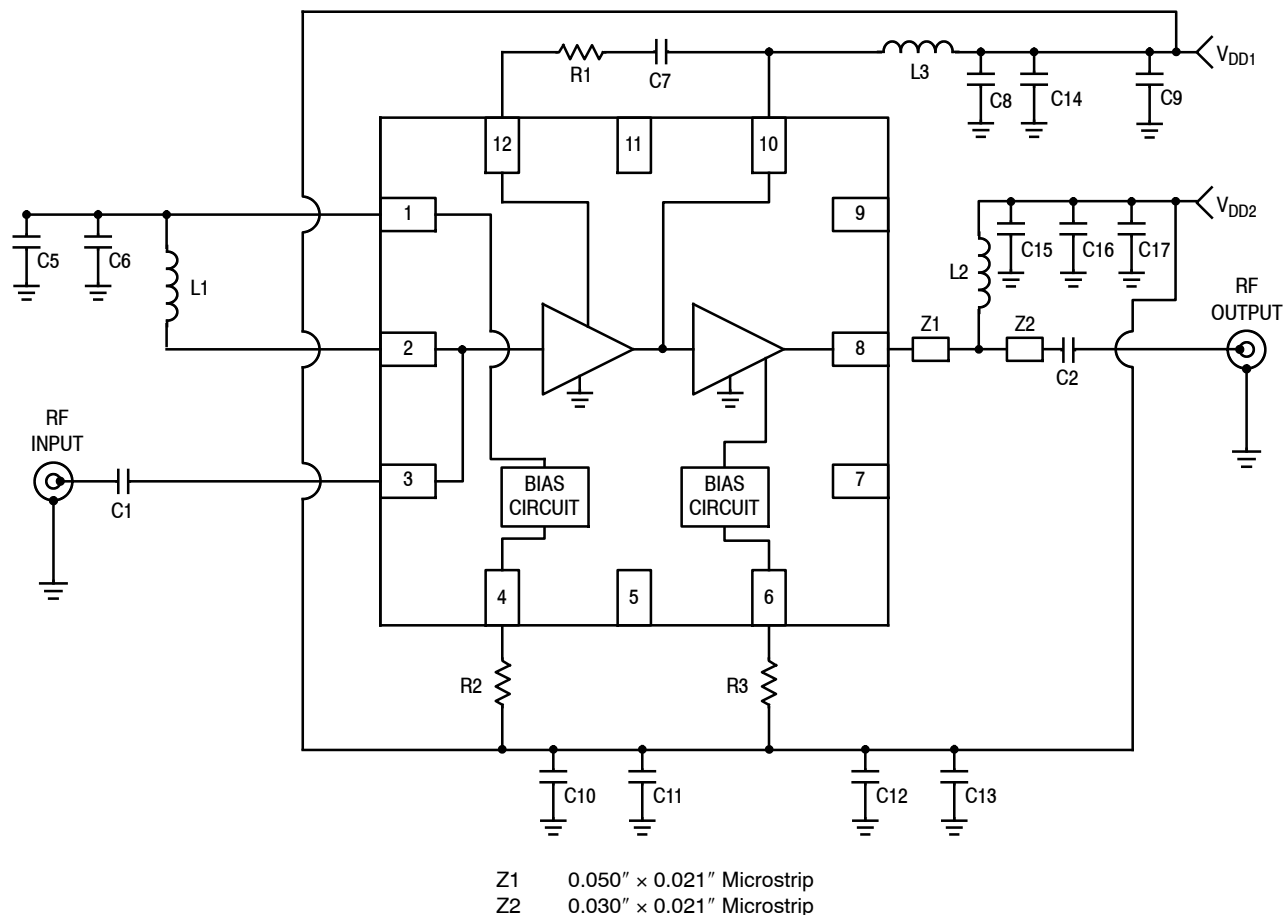 R1
C7
L3
C8
C14
C9
VDD1
12
11
10
1
9
VDD2
C5
C6
L1
C15
C16
C17
L2
RF
OUTPUT
2
8
Z1
Z2
C2
RF
INPUT
C1
3
BIAS
CIRCUIT
BIAS
CIRCUIT
7
4
5
6
R2
R3
C10
C11
C12
C13
Z1 0.050″ × 0.021″ Microstrip
Z2 0.030″ × 0.021″ Microstrip